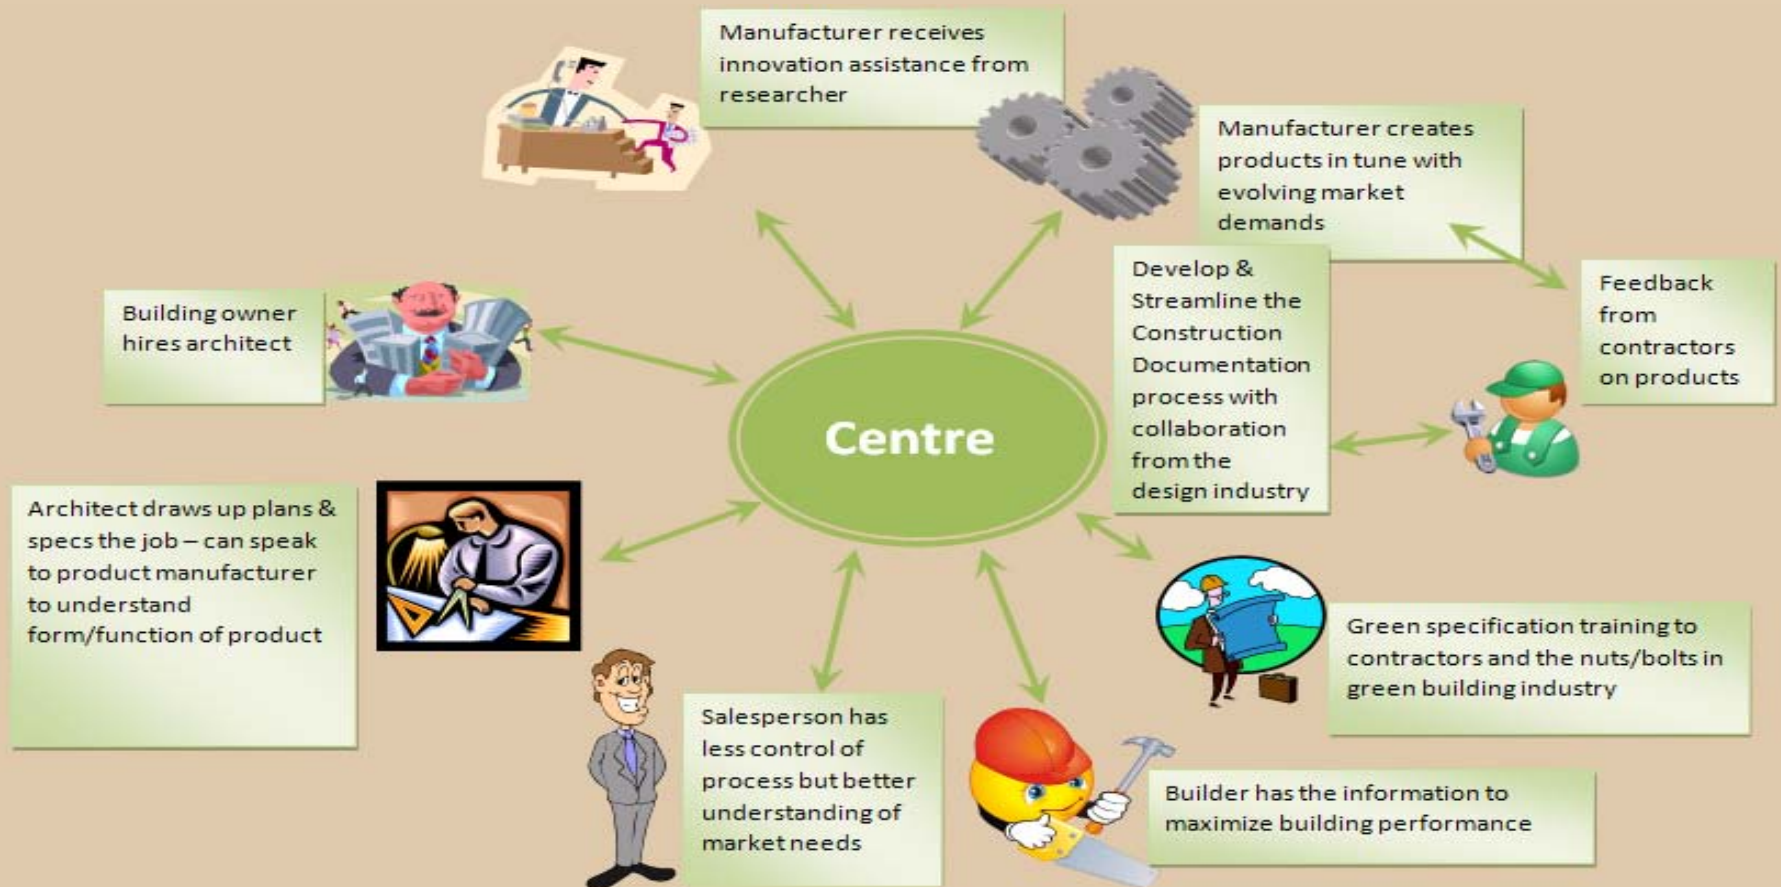 Manufacturer receives
innovation assistance from
researcher
Manufacturer creates
products in tune with
evolving market
demands
Feedback
from
contractors
on products
Develop &
Streamline the
Construction
Documentation
process with
collaboration
from the
design industry
Building owner
hires architect
Centre
Architect draws up plans &
specs the job – can speak
to product manufacturer
to understand
form/function of product
Green specification training to
contractors and the nuts/bolts in
green building industry
Salesperson has
less control of
process but better
understanding of
market needs
Builder has the information to
maximize building performance